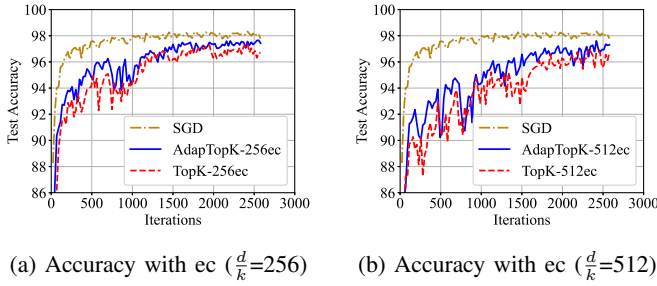 100
98
96
94
92
90
88
86
Test Accuracy
SGD
AdapTopK-256ec
TopK-256ec
0 500 1000 1500 2000 2500 3000
Iterations
(a) Accuracy with ec (d/k=256)
100
98
96
94
92
90
88
86
Test Accuracy
SGD
AdapTopK-512ec
TopK-512ec
0 500 1000 1500 2000 2500 3000
Iterations
(b) Accuracy with ec (d/k=512)